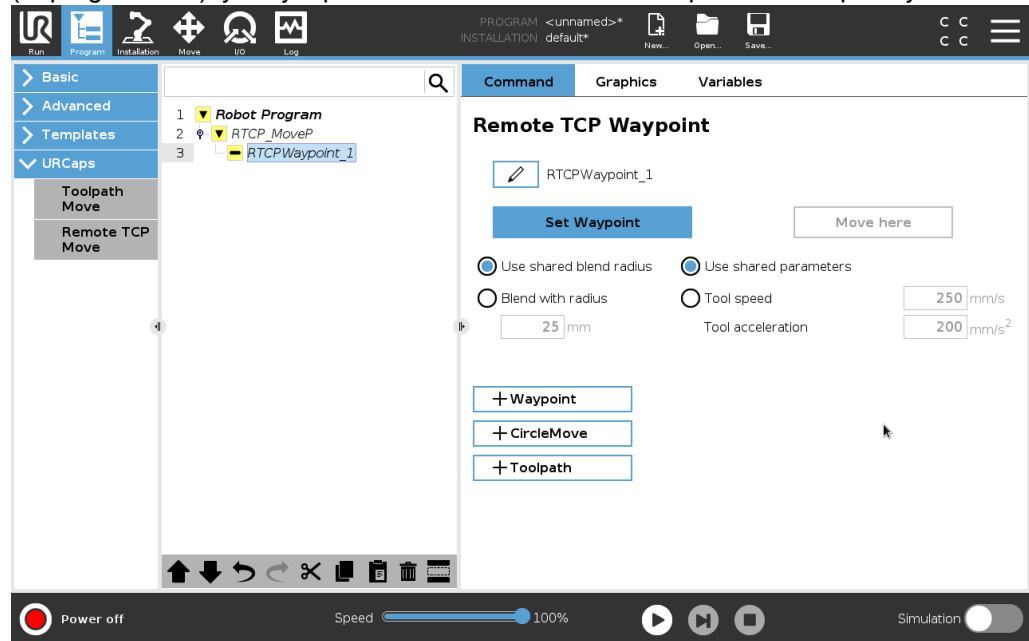 PROGRAM <unnamed>*
INSTALLATION default*
UR
Run
Program
Installation
Move
I/O
Log
New...
Open...
Save...
C C
C C
Basic
Advanced
Templates
URCaps
Toolpath
Move
Remote TCP
Move
1 Robot Program
2 RTCP_MoveP
3 RTCPWaypoint_1
Command
Graphics
Variables
Remote TCP Waypoint
RTCPWaypoint_1
Set Waypoint
Move here
Use shared blend radius
Use shared parameters
Blend with radius
Tool speed
250 mm/s
25 mm
Tool acceleration
200 mm/s²
+Waypoint
+CircleMove
+Toolpath
Power off
Speed
100%
Simulation